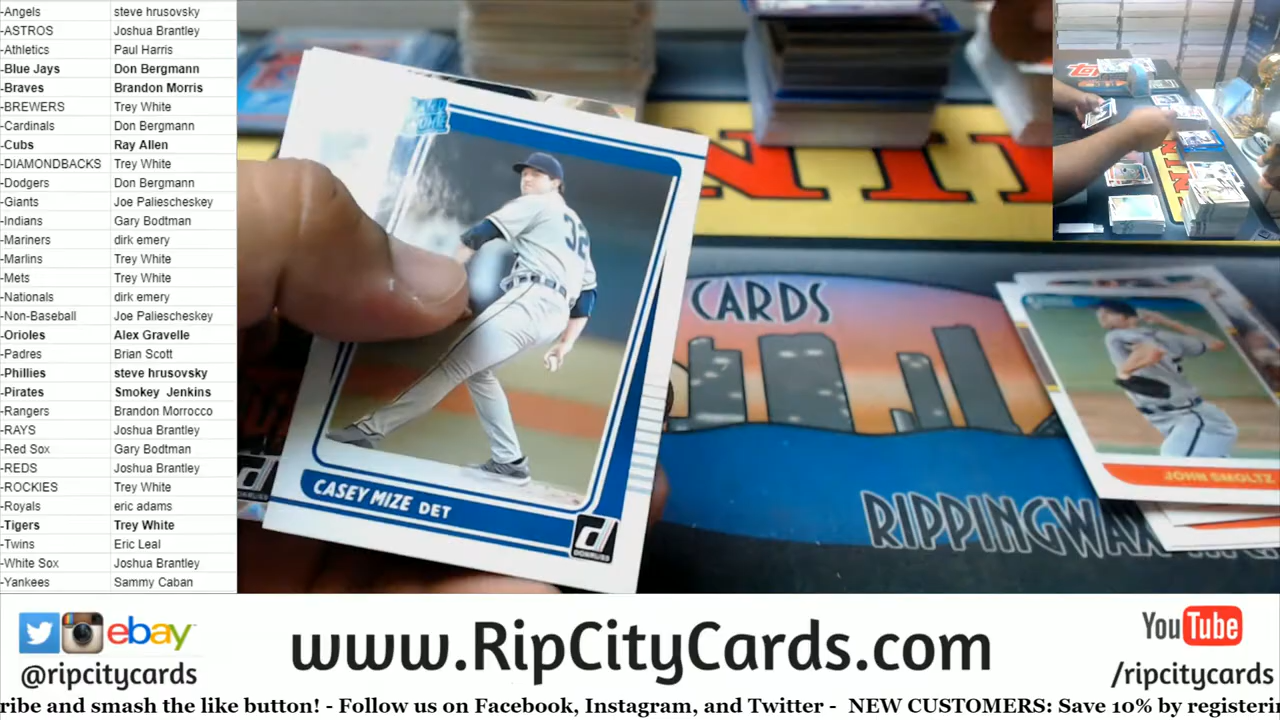 -Angels steve hrusovsky
-ASTROS Joshua Brantley
-Athletics Paul Harris
-Blue Jays Don Bergmann
-Braves Brandon Morris
-BREWERS Trey White
-Cardinals Don Bergmann
-Cubs Ray Allen
-DIAMONDBACKS Trey White
-Dodgers Don Bergmann
-Giants Joe Paliescheskey
-Indians Gary Bodtman
-Mariners dirk emery
-Marlins Trey White
-Mets Trey White
-Nationals dirk emery
-Non-Baseball Joe Paliescheskey
-Orioles Alex Gravelle
-Padres Brian Scott
-Phillies steve hrusovsky
-Pirates Smokey Jenkins
-Rangers Brandon Morrocco
-RAYS Joshua Brantley
-Red Sox Gary Bodtman
-REDS Joshua Brantley
-ROCKIES Trey White
-Royals eric adams
-Tigers Trey White
-Twins Eric Leal
-White Sox Joshua Brantley
-Yankees Sammy Caban
32
CASEY MIZE DET
DONRUSS
CARDS
JOHN SMOLTZ
RIPPINGWAX
ebay
@ripcitycards
www.RipCityCards.com
YouTube
/ripcitycards
ribe and smash the like button! - Follow us on Facebook, Instagram, and Twitter - NEW CUSTOMERS: Save 10% by registeri